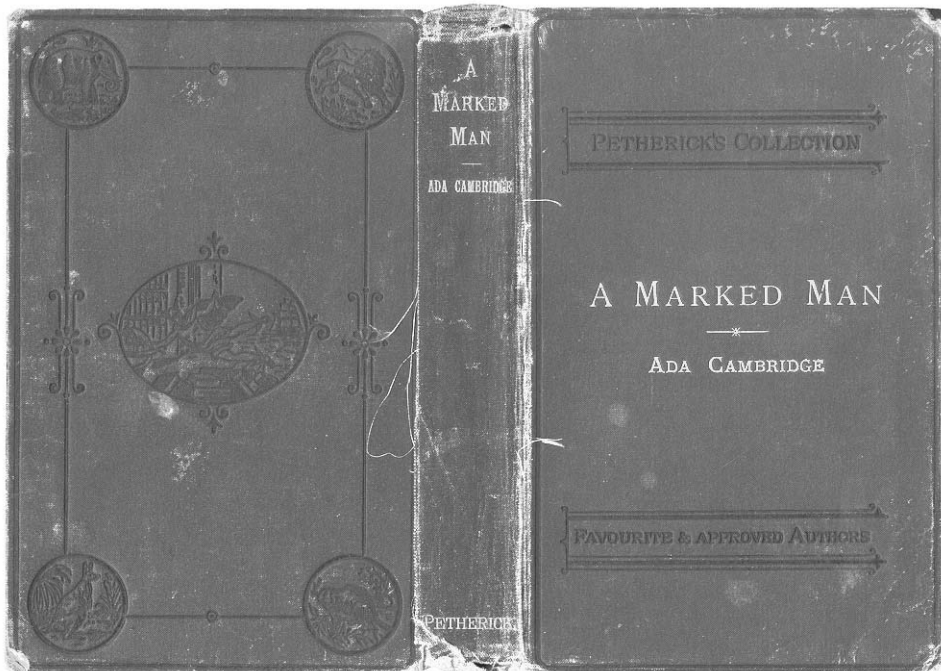 A
MARKED
MAN
ADA CAMBRIDGE
PETHERICK
PETHERICK'S COLLECTION
A MARKED MAN
ADA CAMBRIDGE
FAVOURITE & APPROVED AUTHORS